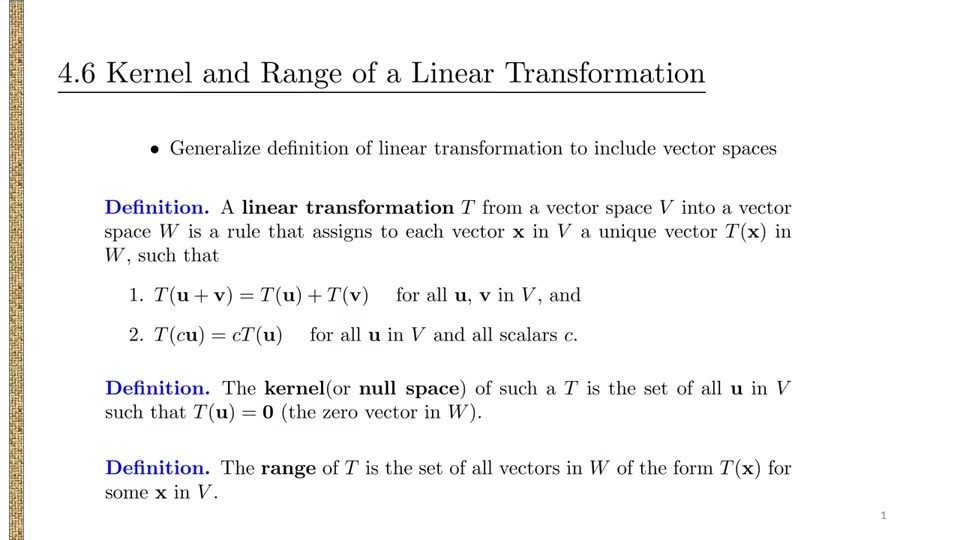 4.6 Kernel and Range of a Linear Transformation
• Generalize definition of linear transformation to include vector spaces
Definition. A linear transformation T from a vector space V into a vector
space W is a rule that assigns to each vector x in V a unique vector T(x) in
W, such that
1. T(u + v) = T(u) + T(v) for all u, v in V, and
2. T(cu) = cT(u) for all u in V and all scalars c.
Definition. The kernel(or null space) of such a T is the set of all u in V
such that T(u) = 0 (the zero vector in W).
Definition. The range of T is the set of all vectors in W of the form T(x) for
some x in V.
1